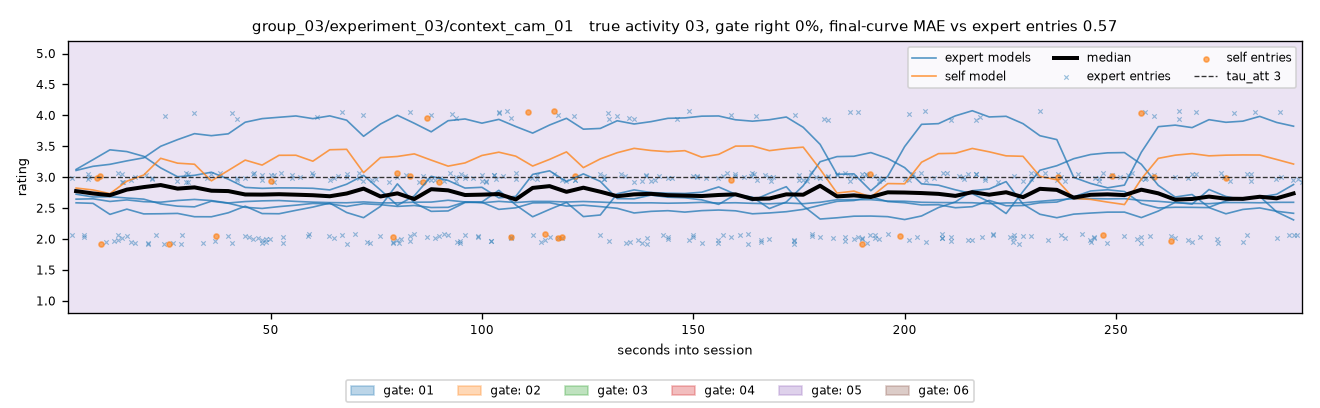 group_03/experiment_03/context_cam_01 true activity 03, gate right 0%, final-curve MAE vs expert entries 0.57
expert models median self entries
self model expert entries tau_att 3
rating
5.0
4.5
4.0
3.5
3.0
2.5
2.0
1.5
1.0
50 100 150 200 250
seconds into session
gate: 01 gate: 02 gate: 03 gate: 04 gate: 05 gate: 06